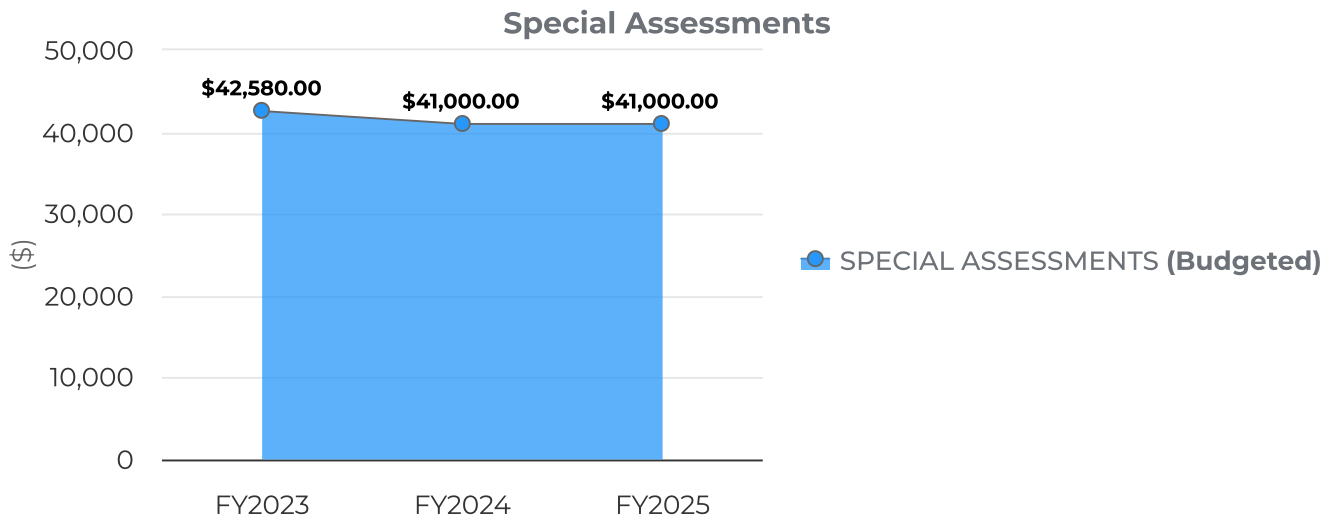 Special Assessments
50,000
$42,580.00
$41,000.00
$41,000.00
40,000
30,000
($)
SPECIAL ASSESSMENTS (Budgeted)
20,000
10,000
0
FY2023
FY2024
FY2025